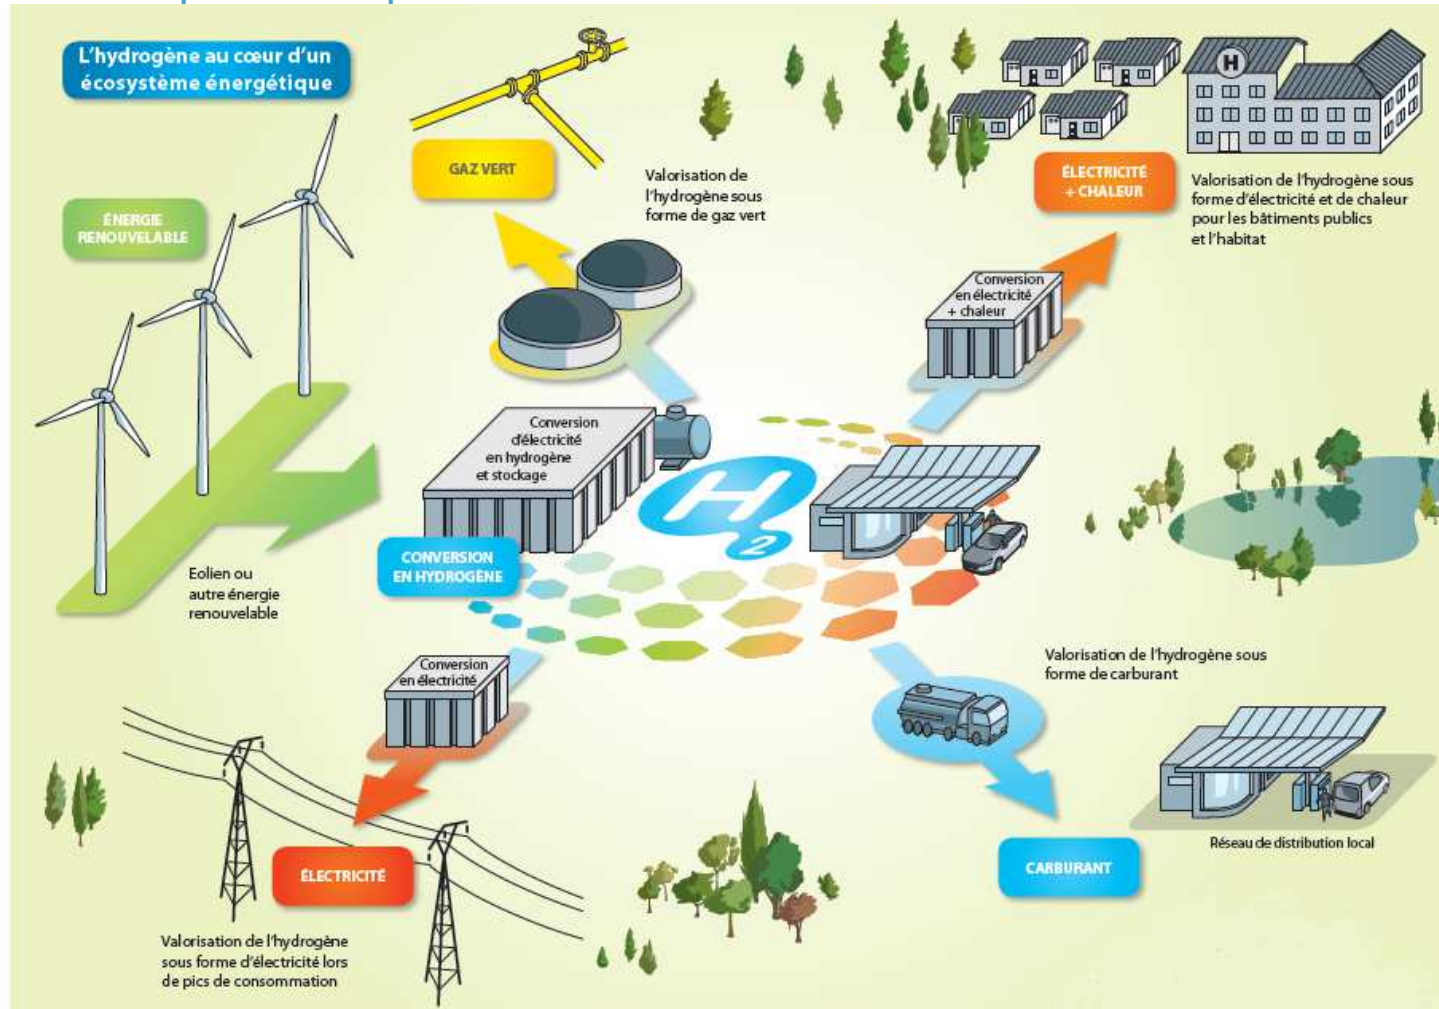 L'hydrogène au cœur d'un
écosystème énergétique
GAZ VERT
Valorisation de
l'hydrogène sous
forme de gaz vert
H
ÉLECTRICITÉ
+ CHALEUR
Valorisation de l'hydrogène sous
forme d'électricité et de chaleur
pour les bâtiments publics
et l'habitat
ÉNERGIE
RENOUVELABLE
Conversion
en électricité
+ chaleur
Conversion
d'électricité
en hydrogène
et stockage
H2
CONVERSION
EN HYDROGÈNE
Eolien ou
autre énergie
renouvelable
Conversion
en électricité
Valorisation de l'hydrogène sous
forme de carburant
Réseau de distribution local
CARBURANT
ÉLECTRICITÉ
Valorisation de l'hydrogène
sous forme d'électricité lors
de pics de consommation